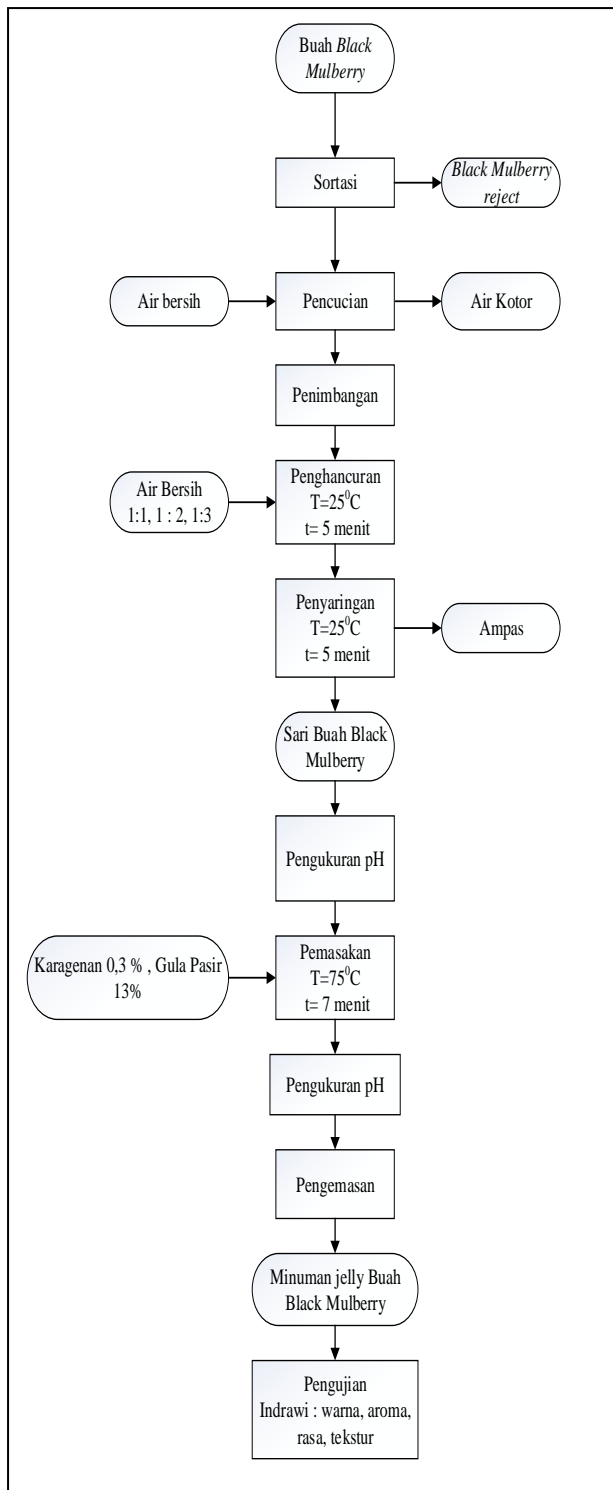 Buah Black
Mulberry
Sortasi
Black Mulberry
reject
Air bersih
Pencucian
Air Kotor
Penimbangan
Air Bersih
1:1, 1 : 2, 1:3
Penghancuran
T=25⁰C
t= 5 menit
Penyaringan
T=25⁰C
t= 5 menit
Ampas
Sari Buah Black
Mulberry
Pengukuran pH
Karagenan 0,3 % , Gula Pasir
13%
Pemasakan
T=75⁰C
t= 7 menit
Pengukuran pH
Pengemasan
Minuman jelly Buah
Black Mulberry
Pengujian
Indrawi : warna, aroma,
rasa, tekstur